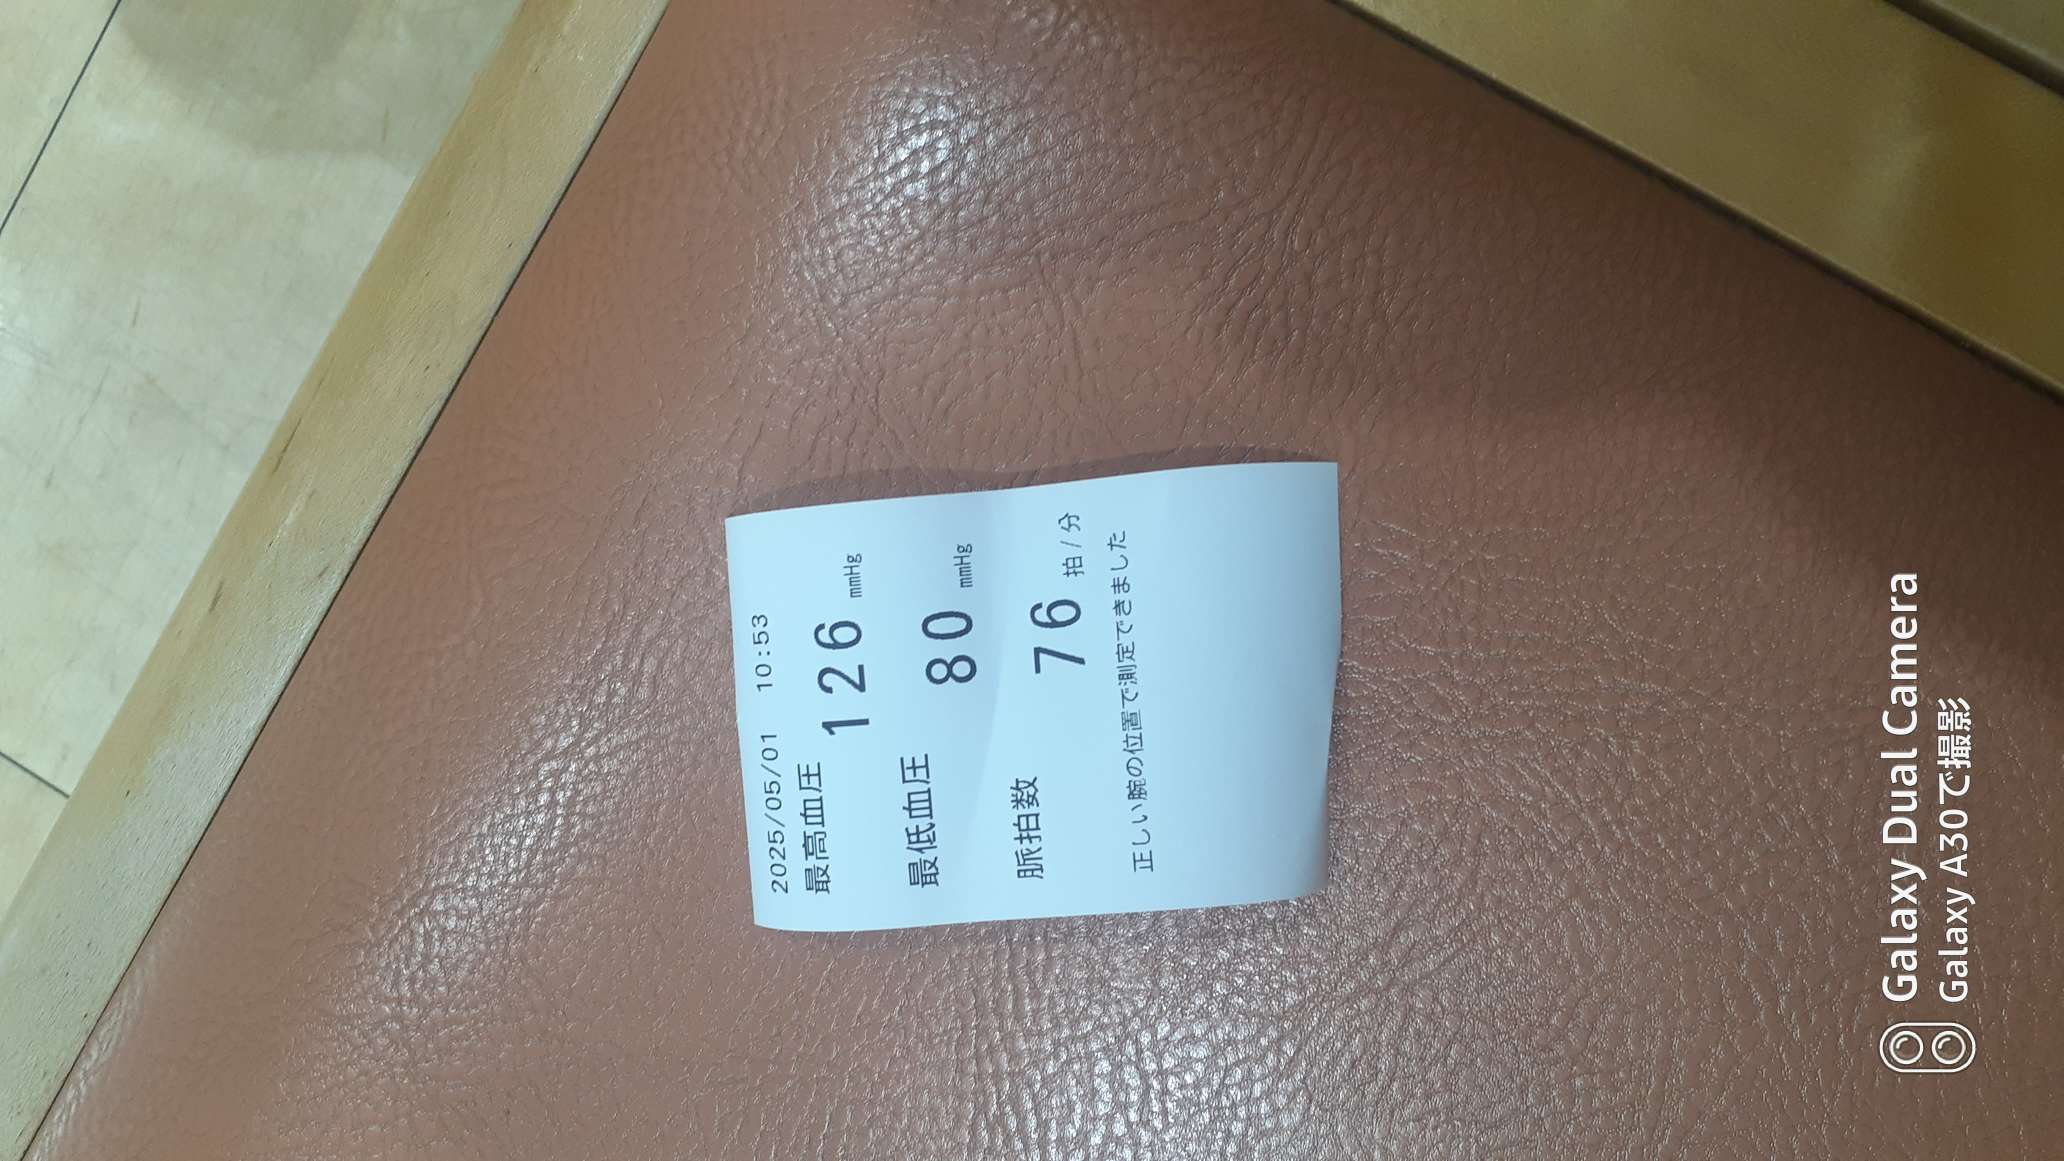 2025/05/01 10:53
最高血圧
126 mmHg
最低血圧
80 mmHg
脈拍数
76 拍/分
正しい腕の位置で測定できました
Galaxy Dual Camera
Galaxy A30で撮影